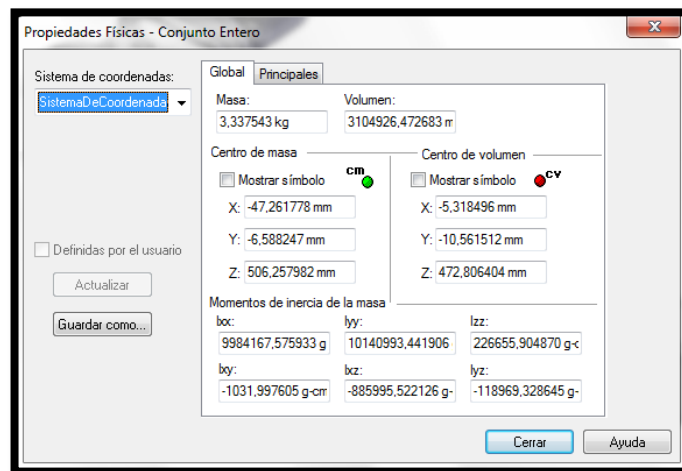 Propiedades Físicas - Conjunto Entero
Sistema de coordenadas:
SistemaDeCoordenada
Definidas por el usuario
Actualizar
Guardar como...
Global Principales
Masa: Volumen:
3,337543 kg 3104926,472683 m
Centro de masa Centro de volumen
Mostrar símbolo cm Mostrar símbolo cv
X: -47,261778 mm X: -5,318496 mm
Y: -6,588247 mm Y: -10,561512 mm
Z: 506,257982 mm Z: 472,806404 mm
Momentos de inercia de la masa
Ixx: Iyy: Izz:
9984167,575933 g 10140993,441906 226655,904870 g-c
Ixy: Ixz: Iyz:
-1031,997605 g-cm -885995,522126 g- -118969,328645 g-
Cerrar Ayuda